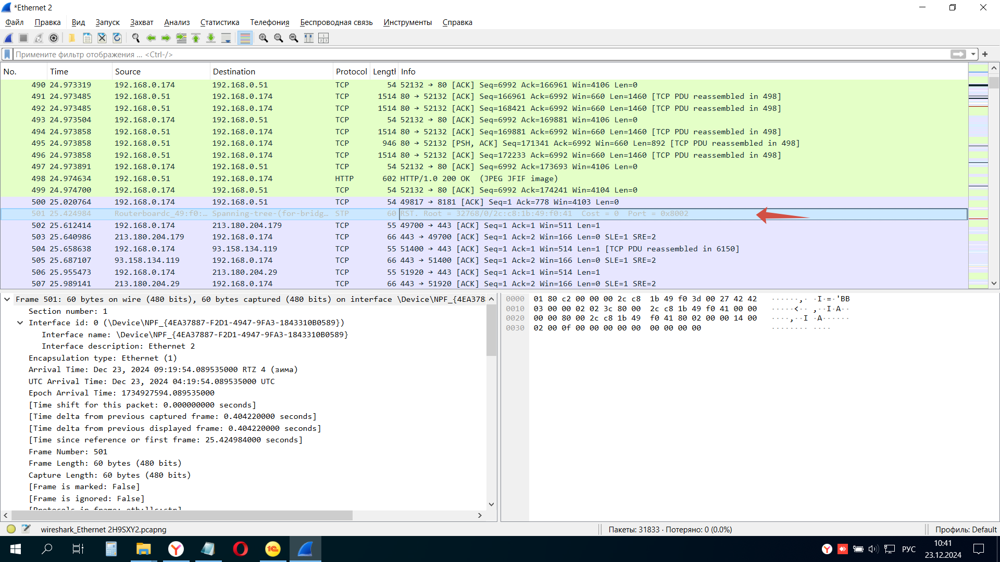 *Ethernet 2
Файл Правка Вид Запуск Захват Анализ Статистика Телефония Беспроводная связь Инструменты Справка
Примените фильтр отображения ... <Ctrl-/>
No. Time Source Destination Protocol Length Info
490 24.973319 192.168.0.174 192.168.0.51 TCP 54 52132 → 80 [ACK] Seq=6992 Ack=166961 Win=4106 Len=0
491 24.973485 192.168.0.51 192.168.0.174 TCP 1514 80 → 52132 [ACK] Seq=166961 Ack=6992 Win=660 Len=1460 [TCP PDU reassembled in 498]
492 24.973485 192.168.0.51 192.168.0.174 TCP 1514 80 → 52132 [ACK] Seq=168421 Ack=6992 Win=660 Len=1460 [TCP PDU reassembled in 498]
493 24.973504 192.168.0.174 192.168.0.51 TCP 54 52132 → 80 [ACK] Seq=6992 Ack=169881 Win=4106 Len=0
494 24.973858 192.168.0.51 192.168.0.174 TCP 1514 80 → 52132 [ACK] Seq=169881 Ack=6992 Win=660 Len=1460 [TCP PDU reassembled in 498]
495 24.973858 192.168.0.51 192.168.0.174 TCP 946 80 → 52132 [PSH, ACK] Seq=171341 Ack=6992 Win=660 Len=892 [TCP PDU reassembled in 498]
496 24.973858 192.168.0.51 192.168.0.174 TCP 1514 80 → 52132 [ACK] Seq=172233 Ack=6992 Win=660 Len=1460 [TCP PDU reassembled in 498]
497 24.973891 192.168.0.174 192.168.0.51 TCP 54 52132 → 80 [ACK] Seq=6992 Ack=173693 Win=4106 Len=0
498 24.974634 192.168.0.51 192.168.0.174 HTTP 602 HTTP/1.0 200 OK (JPEG JFIF image)
499 24.974700 192.168.0.174 192.168.0.51 TCP 54 52132 → 80 [ACK] Seq=6992 Ack=174241 Win=4104 Len=0
500 25.020764 192.168.0.174 192.168.0.51 TCP 54 49817 → 8181 [ACK] Seq=1 Ack=778 Win=4103 Len=0
501 25.424984 Routerboardc_49:f0:… Spanning-tree-(for-bridg… STP 60 RST. Root = 32768/0/2c:c8:1b:49:f0:41 Cost = 0 Port = 0x8002
502 25.612414 192.168.0.174 213.180.204.179 TCP 55 49700 → 443 [ACK] Seq=1 Ack=1 Win=511 Len=1
503 25.640986 213.180.204.179 192.168.0.174 TCP 66 443 → 49700 [ACK] Seq=1 Ack=2 Win=166 Len=0 SLE=1 SRE=2
504 25.658638 192.168.0.174 93.158.134.119 TCP 55 51400 → 443 [ACK] Seq=1 Ack=1 Win=514 Len=1 [TCP PDU reassembled in 6150]
505 25.687107 93.158.134.119 192.168.0.174 TCP 66 443 → 51400 [ACK] Seq=1 Ack=2 Win=166 Len=0 SLE=1 SRE=2
506 25.955473 192.168.0.174 213.180.204.29 TCP 55 51920 → 443 [ACK] Seq=1 Ack=1 Win=514 Len=1
507 25.989141 213.180.204.29 192.168.0.174 TCP 66 443 → 51920 [ACK] Seq=1 Ack=2 Win=166 Len=0 SLE=1 SRE=2
Frame 501: 60 bytes on wire (480 bits), 60 bytes captured (480 bits) on interface \Device\NPF_{4EA378
Section number: 1
Interface id: 0 (\Device\NPF_{4EA37887-F2D1-4947-9FA3-1843310B0589})
Interface name: \Device\NPF_{4EA37887-F2D1-4947-9FA3-1843310B0589}
Interface description: Ethernet 2
Encapsulation type: Ethernet (1)
Arrival Time: Dec 23, 2024 09:19:54.089535000 RTZ 4 (зима)
UTC Arrival Time: Dec 23, 2024 04:19:54.089535000 UTC
Epoch Arrival Time: 1734927594.089535000
[Time shift for this packet: 0.000000000 seconds]
[Time delta from previous captured frame: 0.404220000 seconds]
[Time delta from previous displayed frame: 0.404220000 seconds]
[Time since reference or first frame: 25.424984000 seconds]
Frame Number: 501
Frame Length: 60 bytes (480 bits)
Capture Length: 60 bytes (480 bits)
[Frame is marked: False]
[Frame is ignored: False]
[Protocols in frame: eth:llc:stp]
0000 01 80 c2 00 00 00 2c c8 1b 49 f0 3d 00 27 42 42 ······,· ·I·=·'BB
0010 03 00 00 02 02 3c 80 00 2c c8 1b 49 f0 41 00 00 ·····<·· ,··I·A··
0020 00 00 80 00 2c c8 1b 49 f0 41 80 02 00 00 14 00 ····,··I ·A······
0030 02 00 0f 00 00 00 00 00 00 00 00 00 ········ ····
wireshark_Ethernet 2H9SXY2.pcapng
Пакеты: 31833 · Потеряно: 0 (0.0%)
Профиль: Default
РУС
10:41
23.12.2024